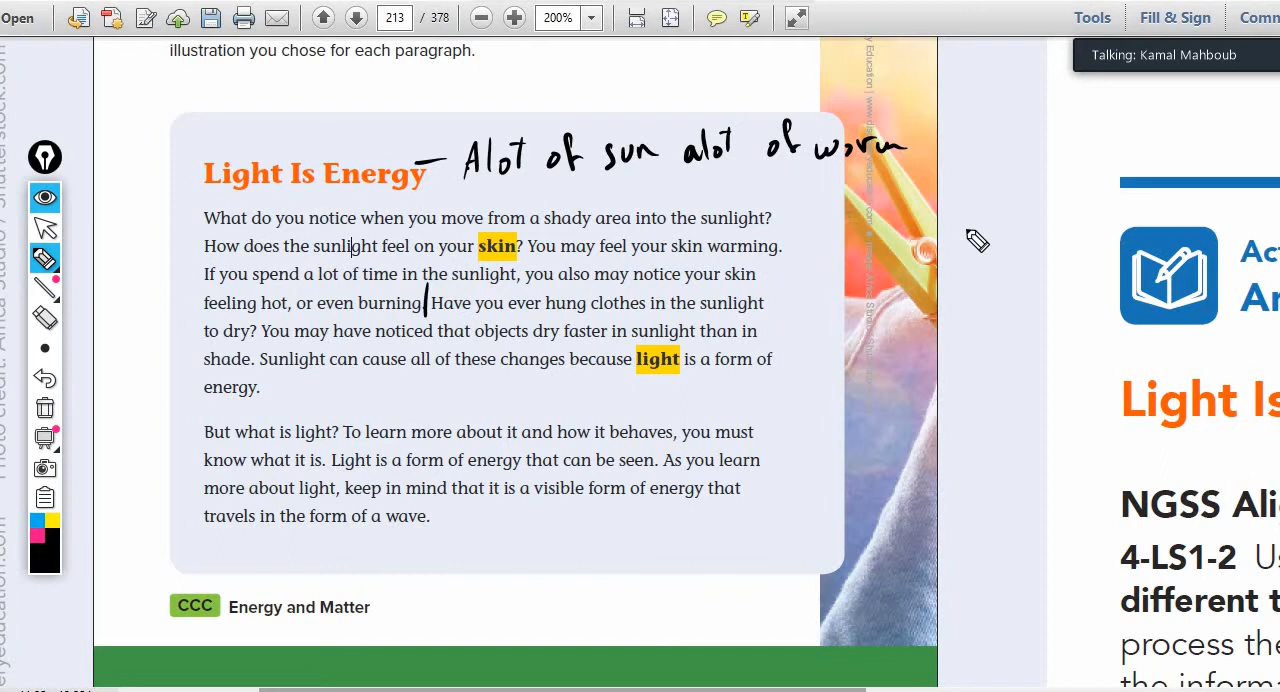 Open 213 / 378 200% Tools Fill & Sign
Talking: Kamal Mahboub
illustration you chose for each paragraph.
Light Is Energy - Alot of sun alot of worm
What do you notice when you move from a shady area into the sunlight?
How does the sunlight feel on your skin? You may feel your skin warming.
If you spend a lot of time in the sunlight, you also may notice your skin
feeling hot, or even burning. Have you ever hung clothes in the sunlight
to dry? You may have noticed that objects dry faster in sunlight than in
shade. Sunlight can cause all of these changes because light is a form of
energy.
But what is light? To learn more about it and how it behaves, you must
know what it is. Light is a form of energy that can be seen. As you learn
more about light, keep in mind that it is a visible form of energy that
travels in the form of a wave.
CCC Energy and Matter
Light Is
NGSS
4-LS1-2
different
process